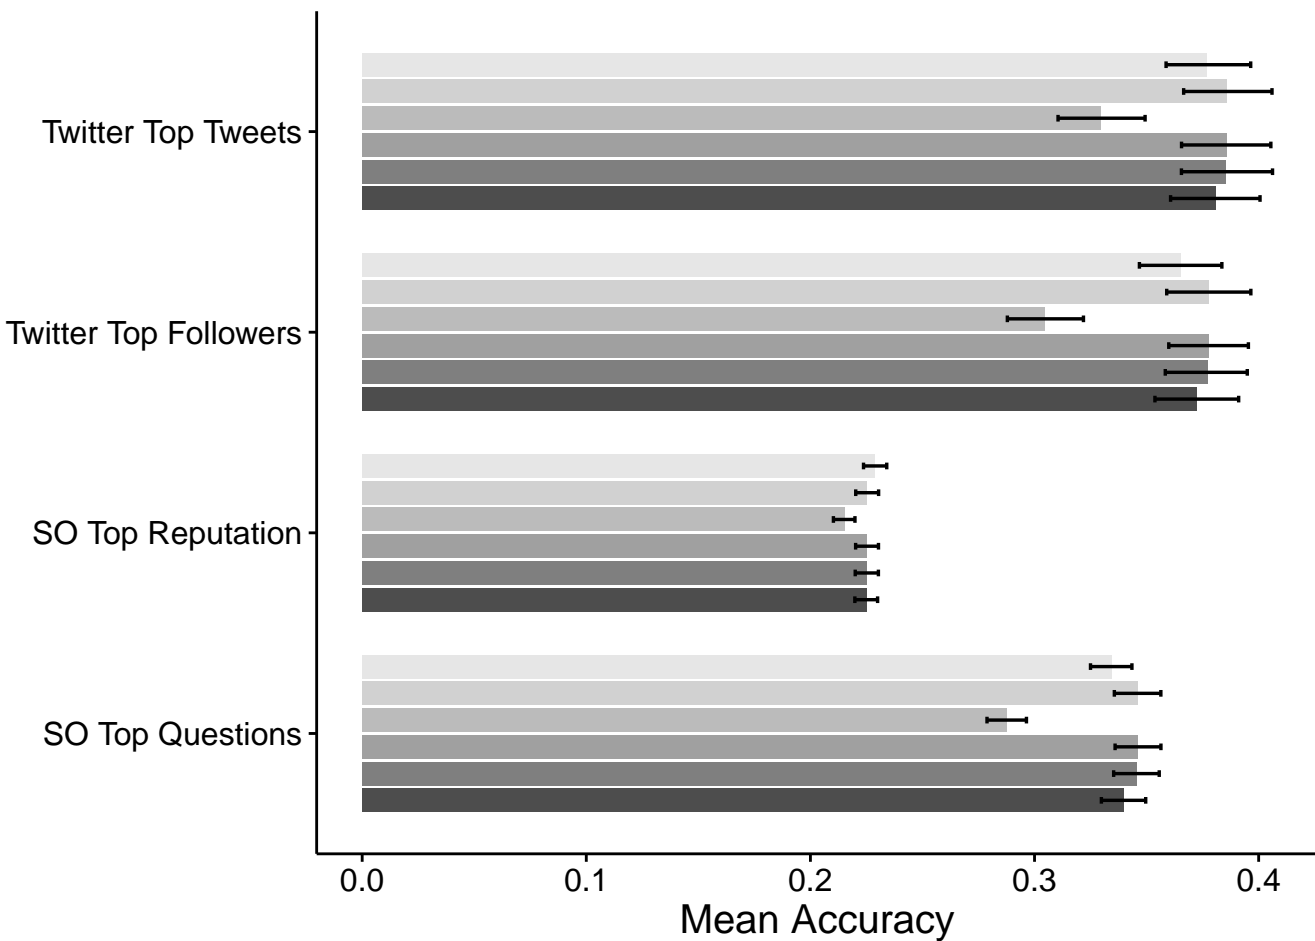 Twitter Top Tweets
Twitter Top Followers
SO Top Reputation
SO Top Questions
0.0 0.1 0.2 0.3 0.4
Mean Accuracy